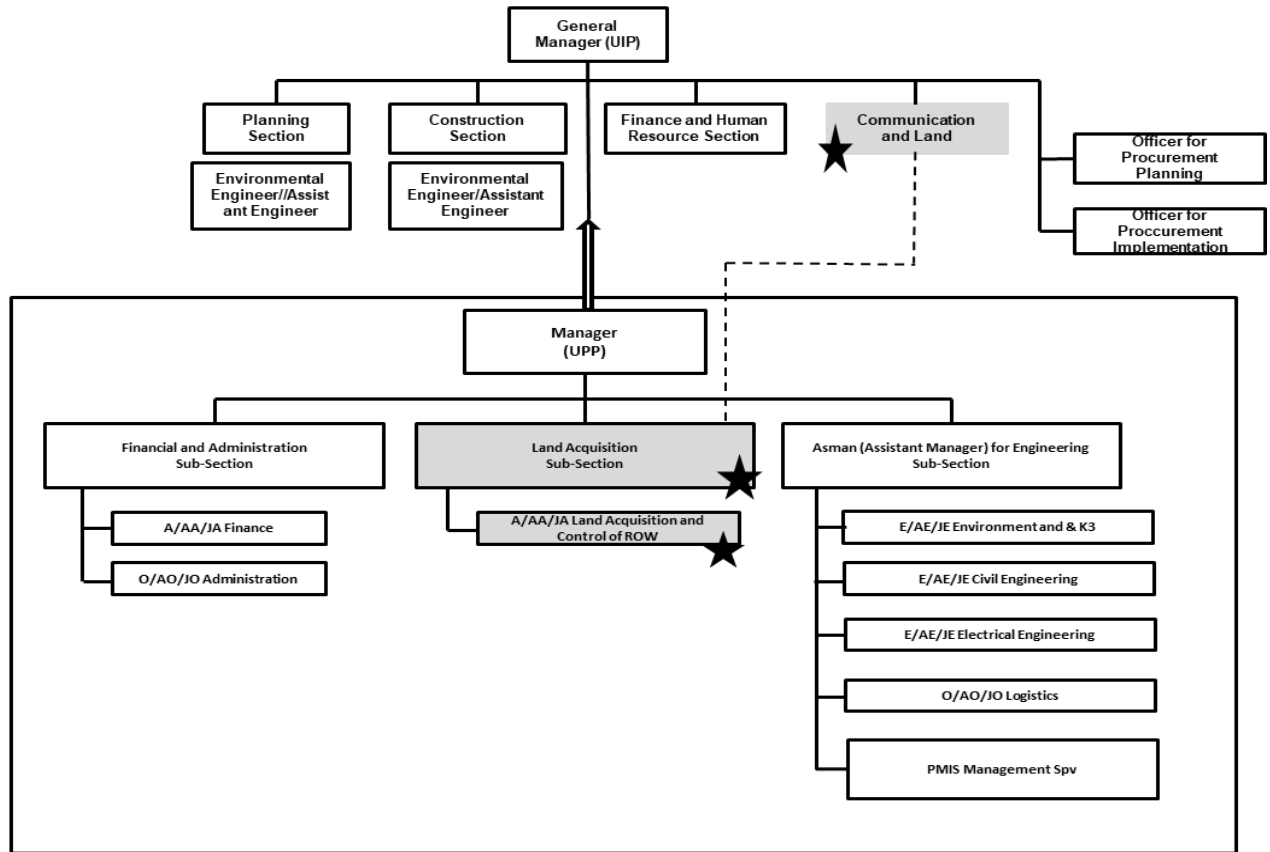 General
Manager (UIP)
Planning
Section
Construction
Section
Finance and Human
Resource Section
Communication
and Land
Environmental
Engineer//Assist
ant Engineer
Environmental
Engineer/Assistant
Engineer
Officer for
Procurement
Planning
Officer for
Proccurement
Implementation
Manager
(UPP)
Financial and Administration
Sub-Section
Land Acquisition
Sub-Section
Asman (Assistant Manager) for Engineering
Sub-Section
A/AA/JA Finance
O/AO/JO Administration
A/AA/JA Land Acquisition and
Control of ROW
E/AE/JE Environment and & K3
E/AE/JE Civil Engineering
E/AE/JE Electrical Engineering
O/AO/JO Logistics
PMIS Management Spv